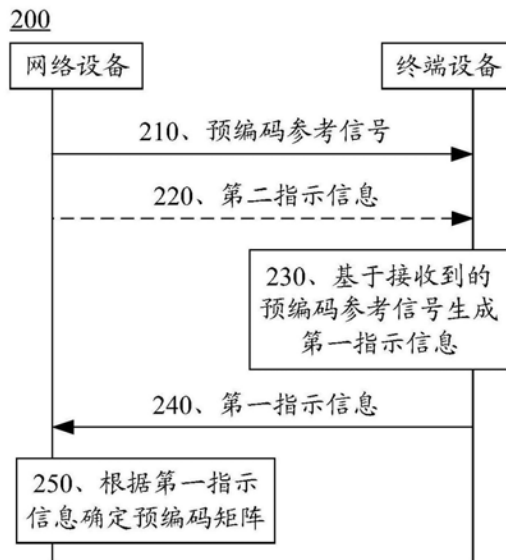 200
网络设备
终端设备
210、预编码参考信号
220、第二指示信息
230、基于接收到的
预编码参考信号生成
第一指示信息
240、第一指示信息
250、根据第一指示
信息确定预编码矩阵